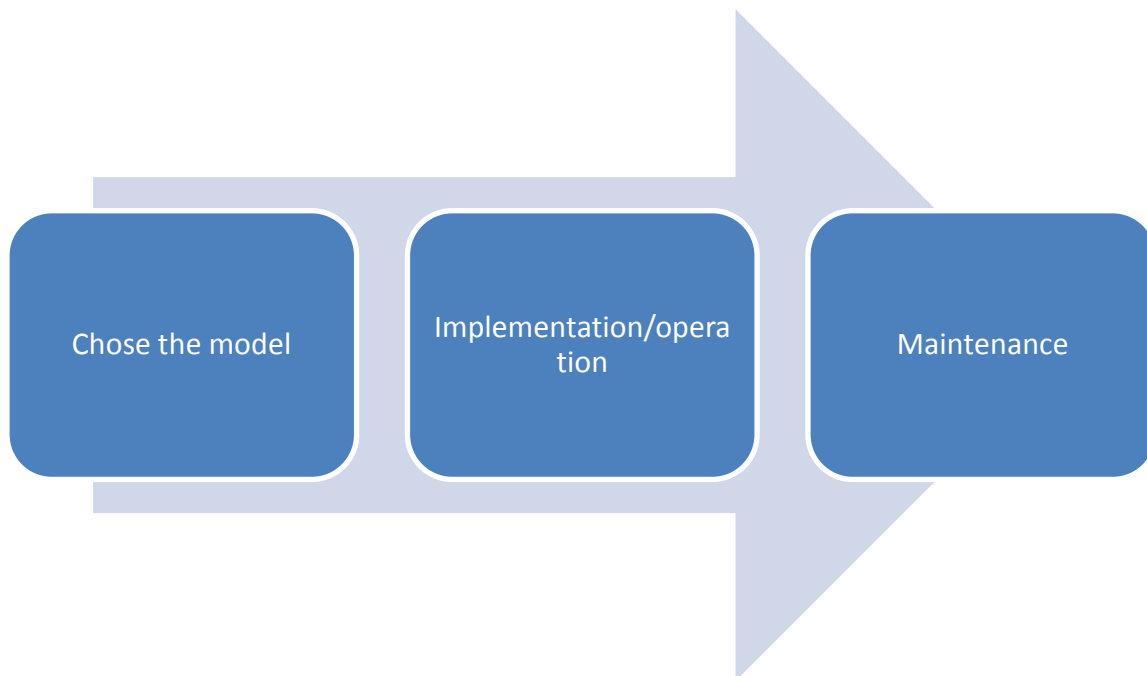 Chose the model
Implementation/opera
tion
Maintenance